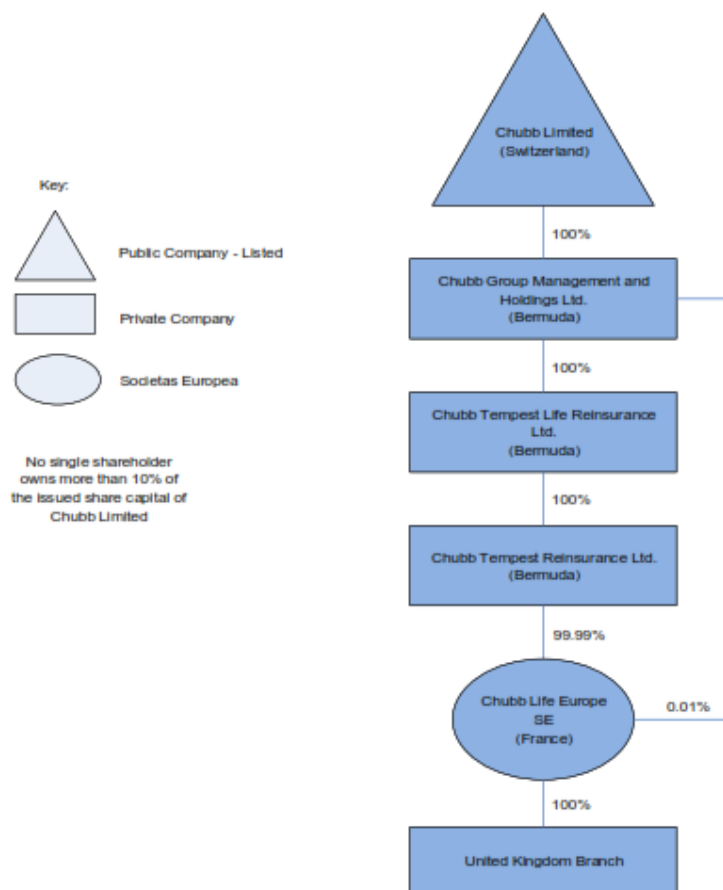 Chubb Limited
(Switzerland)
Key:
Public Company - Listed
Private Company
Societas Europea
No single shareholder
owns more than 10% of
the issued share capital of
Chubb Limited
100%
Chubb Group Management and
Holdings Ltd.
(Bermuda)
100%
Chubb Tempest Life Reinsurance
Ltd.
(Bermuda)
100%
Chubb Tempest Reinsurance Ltd.
(Bermuda)
99.99%
Chubb Life Europe
SE
(France)
0.01%
100%
United Kingdom Branch